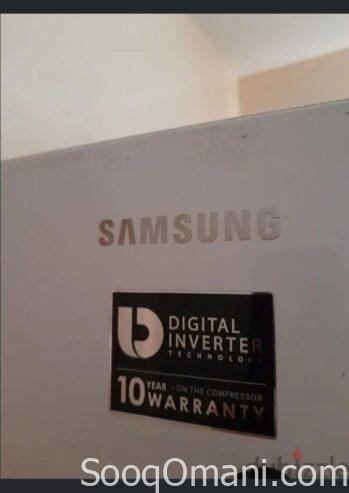 SAMSUNG
DIGITAL
INVERTER
TECHNOLOGY
10 YEAR - ON THE COMPRESSOR
WARRANTY
SooqOmani.com